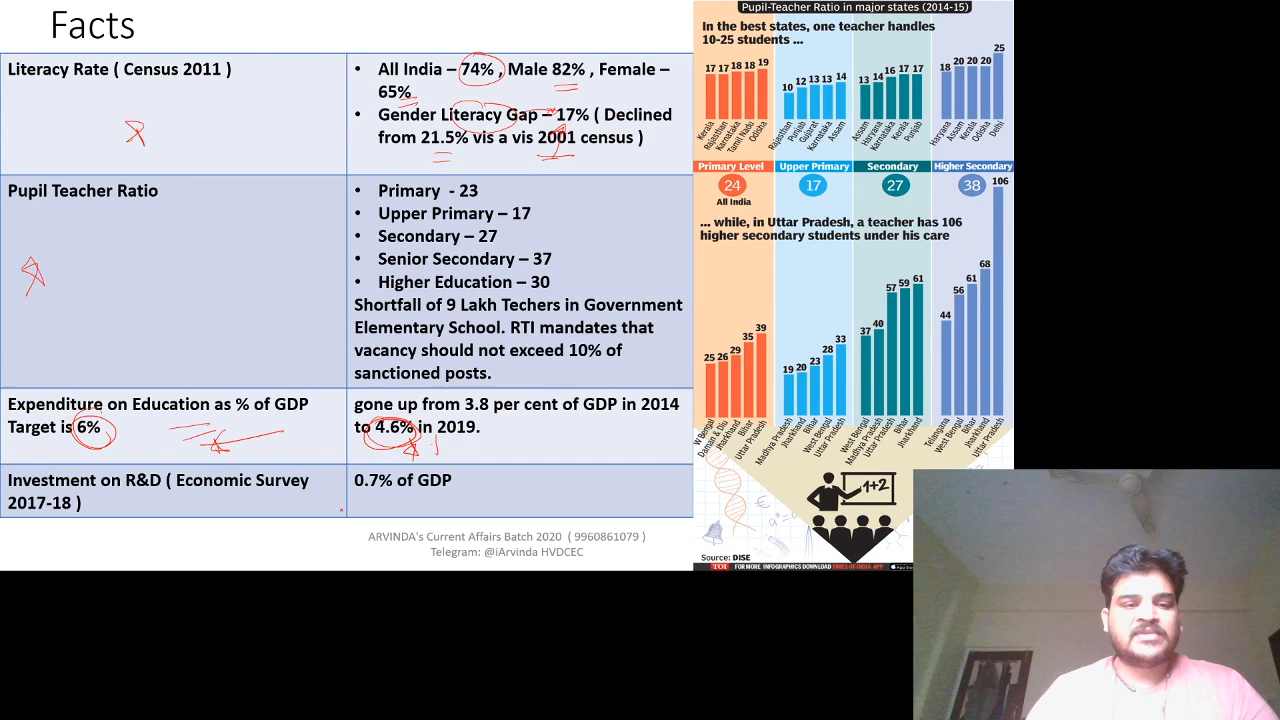 Facts
Literacy Rate ( Census 2011 )
• All India – 74% , Male 82% , Female –
65%
• Gender Literacy Gap – 17% ( Declined
from 21.5% vis a vis 2001 census )
Pupil Teacher Ratio
• Primary - 23
• Upper Primary – 17
• Secondary – 27
• Senior Secondary – 37
• Higher Education – 30
Shortfall of 9 Lakh Techers in Government
Elementary School. RTI mandates that
vacancy should not exceed 10% of
sanctioned posts.
Expenditure on Education as % of GDP
Target is 6%
gone up from 3.8 per cent of GDP in 2014
to 4.6% in 2019.
Investment on R&D ( Economic Survey
2017-18 )
0.7% of GDP
ARVINDA's Current Affairs Batch 2020 ( 9960861079 )
Telegram: @iArvinda HVDCEC
Pupil-Teacher Ratio in major states (2014-15)
In the best states, one teacher handles
10-25 students ...
17 17 18 18 19
Kerala Rajasthan Karnataka Tamil Nadu Odisha
10 12 13 13 14
Rajasthan Punjab Gujarat Karnataka Assam
13 14 16 17 17
Assam Haryana Karnataka Kerala Punjab
18 20 20 20 25
Haryana Assam Kerala Odisha Delhi
Primary Level Upper Primary Secondary Higher Secondary
24 17 27 38
All India
... while, in Uttar Pradesh, a teacher has 106
higher secondary students under his care
25 26 29 35 39
W Bengal Daman & Diu Jharkhand Bihar Uttar Pradesh
19 20 23 28 33
Madhya Pradesh Jharkhand Bihar West Bengal Uttar Pradesh
37 40 57 59 61
West Bengal Madhya Pradesh Uttar Pradesh Bihar Jharkhand
44 56 61 68 106
Telangana West Bengal Bihar Jharkhand Uttar Pradesh
1+2
Source: DISE
TOI FOR MORE INFOGRAPHICS DOWNLOAD TIMES OF INDIA APP